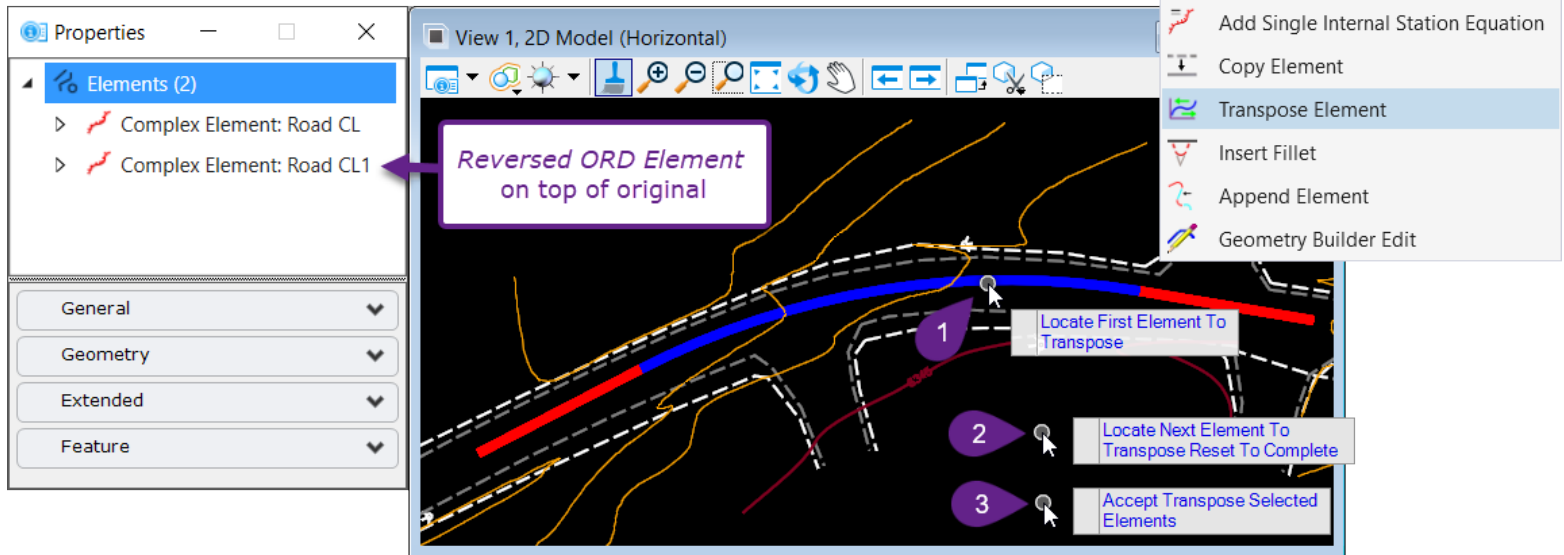 Properties
Elements (2)
Complex Element: Road CL
Complex Element: Road CL1
General
Geometry
Extended
Feature
View 1, 2D Model (Horizontal)
Reversed ORD Element
on top of original
Add Single Internal Station Equation
Copy Element
Transpose Element
Insert Fillet
Append Element
Geometry Builder Edit
1
Locate First Element To
Transpose
6345
2
Locate Next Element To
Transpose Reset To Complete
3
Accept Transpose Selected
Elements